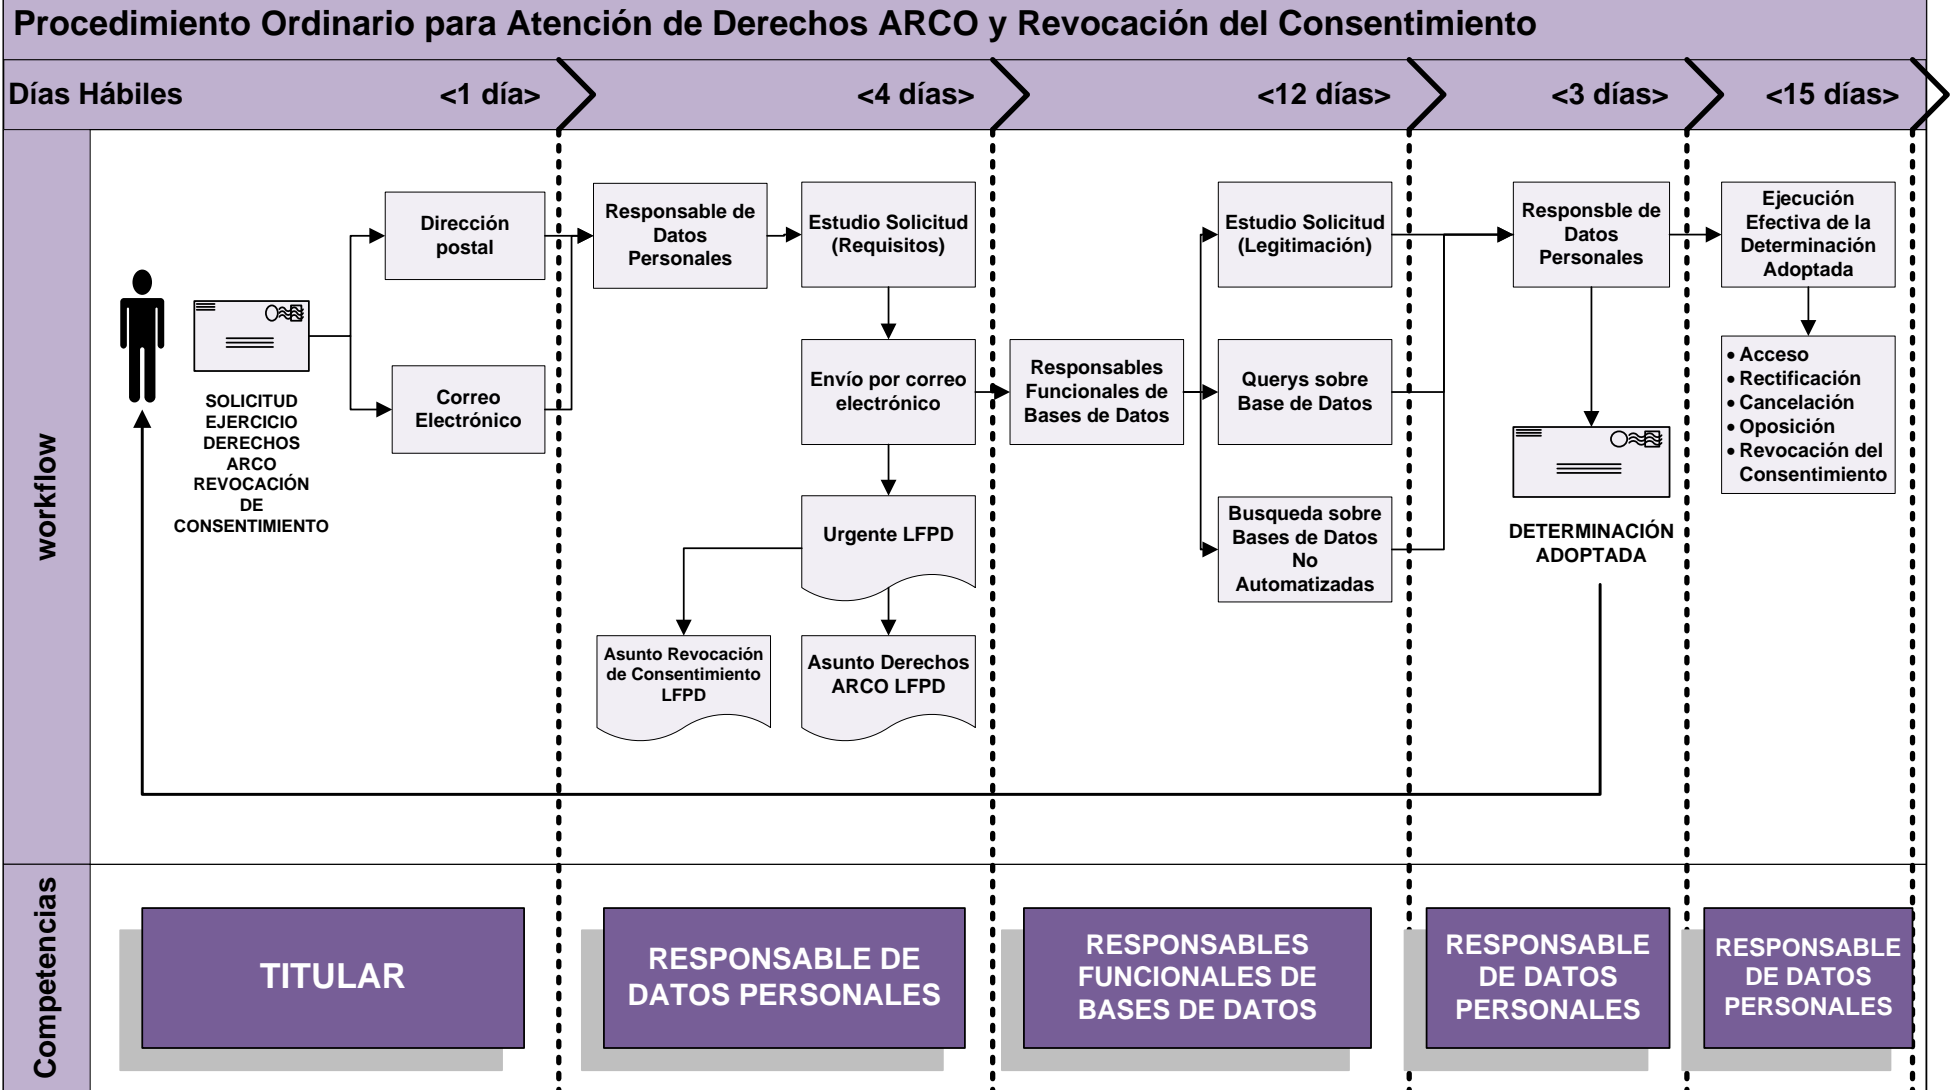 Procedimiento Ordinario para Atención de Derechos ARCO y Revocación del Consentimiento
Días Hábiles
<1 día>
<4 días>
<12 días>
<3 días>
<15 días>
workflow
SOLICITUD
EJERCICIO
DERECHOS
ARCO
REVOCACIÓN
DE
CONSENTIMIENTO
Dirección
postal
Correo
Electrónico
Responsable de
Datos
Personales
Estudio Solicitud
(Requisitos)
Envío por correo
electrónico
Urgente LFPD
Asunto Revocación
de Consentimiento
LFPD
Asunto Derechos
ARCO LFPD
Responsables
Funcionales de
Bases de Datos
Estudio Solicitud
(Legitimación)
Querys sobre
Base de Datos
Busqueda sobre
Bases de Datos
No
Automatizadas
Responsble de
Datos
Personales
DETERMINACIÓN
ADOPTADA
Ejecución
Efectiva de la
Determinación
Adoptada
• Acceso
• Rectificación
• Cancelación
• Oposición
• Revocación del
Consentimiento
Competencias
TITULAR
RESPONSABLE DE
DATOS PERSONALES
RESPONSABLES
FUNCIONALES DE
BASES DE DATOS
RESPONSABLE
DE DATOS
PERSONALES
RESPONSABLE
DE DATOS
PERSONALES